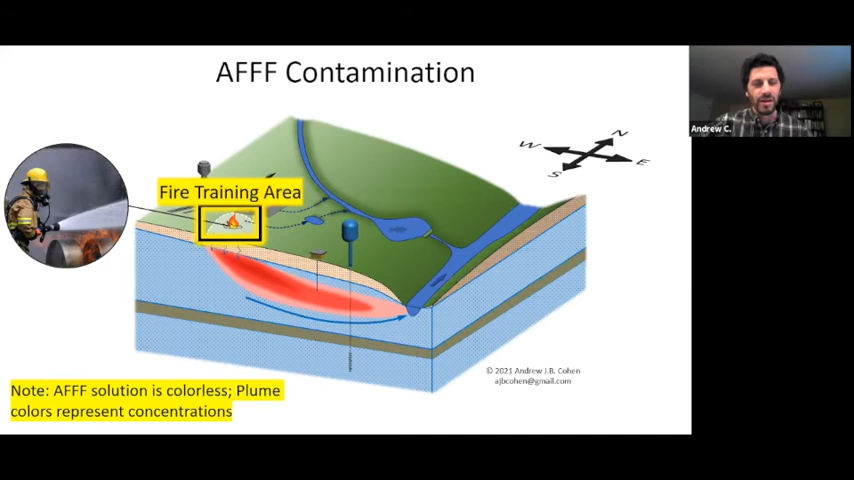 AFFF Contamination
Andrew C.
N
W
E
S
Fire Training Area
© 2021 Andrew J.B. Cohen
ajbcohen@gmail.com
Note: AFFF solution is colorless; Plume
colors represent concentrations